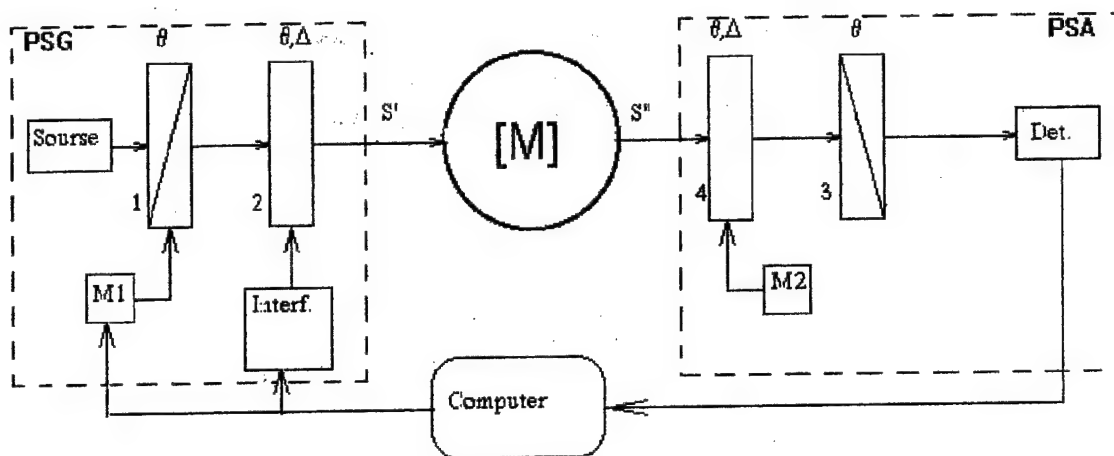 PSG
θ
θ,Δ
θ,Δ
θ
PSA
Sourse
1
2
S'
[M]
S"
4
3
Det.
M1
Interf.
M2
Computer